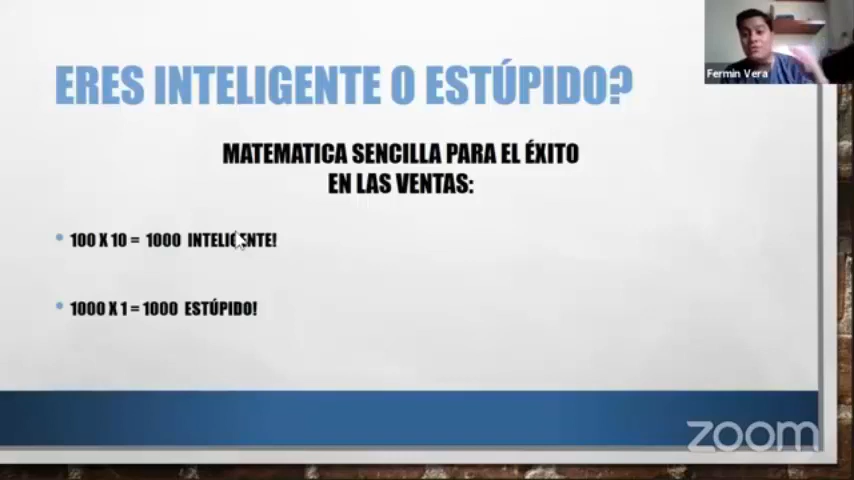 Fermin Vera
ERES INTELIGENTE O ESTÚPIDO?
MATEMATICA SENCILLA PARA EL ÉXITO
EN LAS VENTAS:
• 100 X 10 = 1000 INTELIGENTE!
• 1000 X 1 = 1000 ESTÚPIDO!
zoom